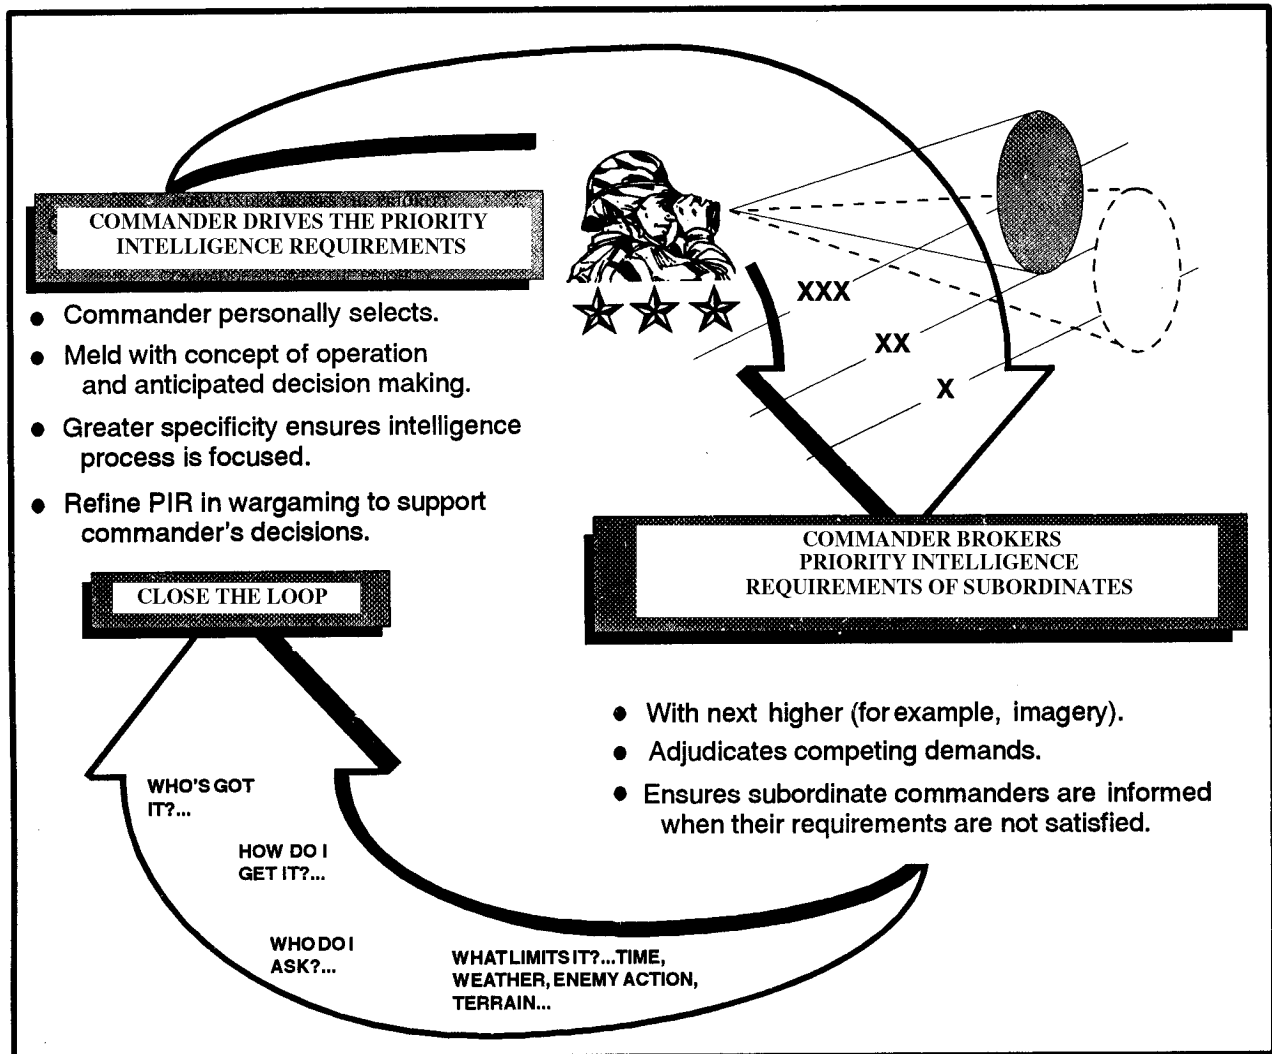 COMMANDER DRIVES THE PRIORITY
INTELLIGENCE REQUIREMENTS
● Commander personally selects.
● Meld with concept of operation
and anticipated decision making.
● Greater specificity ensures intelligence
process is focused.
● Refine PIR in wargaming to support
commander's decisions.
XXX
XX
X
COMMANDER BROKERS
PRIORITY INTELLIGENCE
REQUIREMENTS OF SUBORDINATES
● With next higher (for example, imagery).
● Adjudicates competing demands.
● Ensures subordinate commanders are informed
when their requirements are not satisfied.
CLOSE THE LOOP
WHO'S GOT
IT?...
HOW DO I
GET IT?...
WHO DO I
ASK?...
WHAT LIMITS IT?...TIME,
WEATHER, ENEMY ACTION,
TERRAIN...